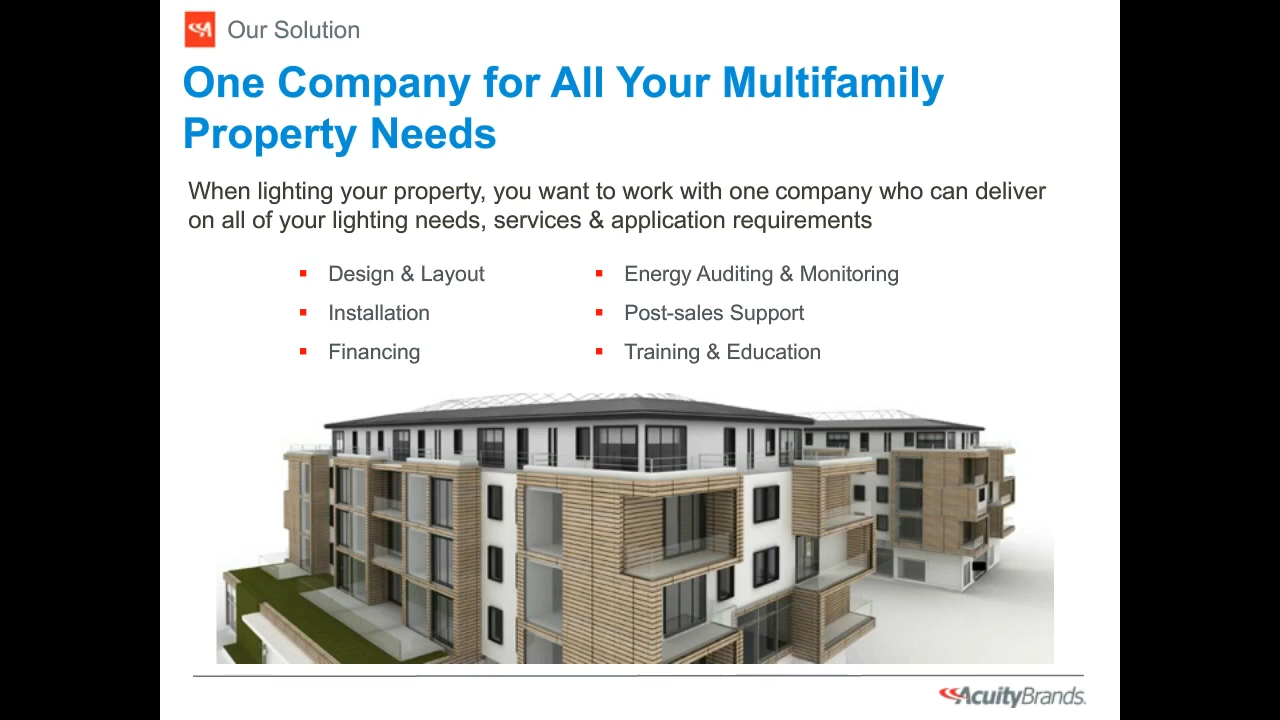 Our Solution
One Company for All Your Multifamily
Property Needs
When lighting your property, you want to work with one company who can deliver
on all of your lighting needs, services & application requirements
Design & Layout
Installation
Financing
Energy Auditing & Monitoring
Post-sales Support
Training & Education
AcuityBrands.